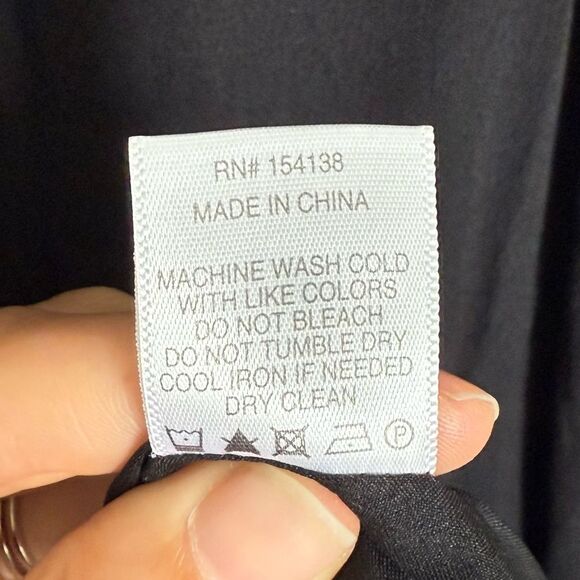 RN# 154138
MADE IN CHINA
MACHINE WASH COLD
WITH LIKE COLORS
DO NOT BLEACH
DO NOT TUMBLE DRY
COOL IRON IF NEEDED
DRY CLEAN
P